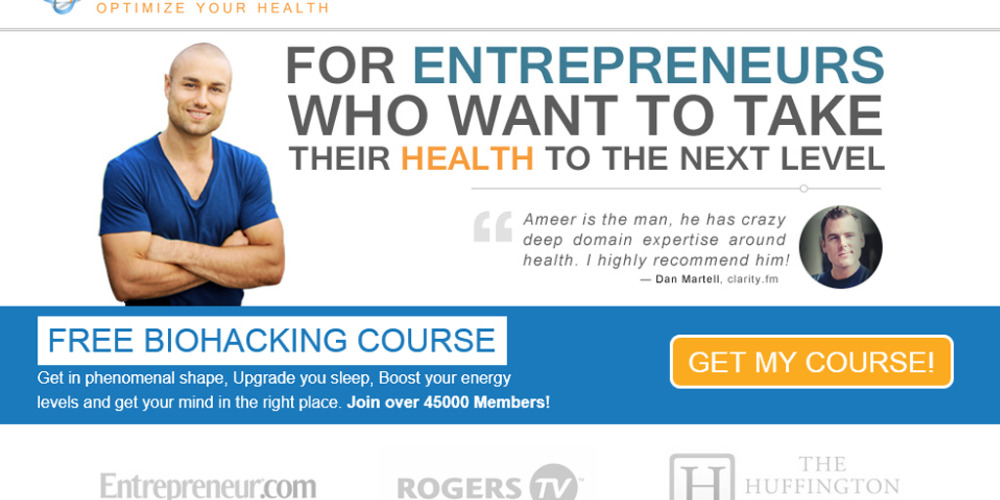 OPTIMIZE YOUR HEALTH
FOR ENTREPRENEURS
WHO WANT TO TAKE
THEIR HEALTH TO THE NEXT LEVEL
“ Ameer is the man, he has crazy
deep domain expertise around
health. I highly recommend him!
— Dan Martell, clarity.fm
FREE BIOHACKING COURSE
Get in phenomenal shape, Upgrade you sleep, Boost your energy
levels and get your mind in the right place. Join over 45000 Members!
GET MY COURSE!
Entrepreneur.com
ROGERS TV™
H THE
HUFFINGTON